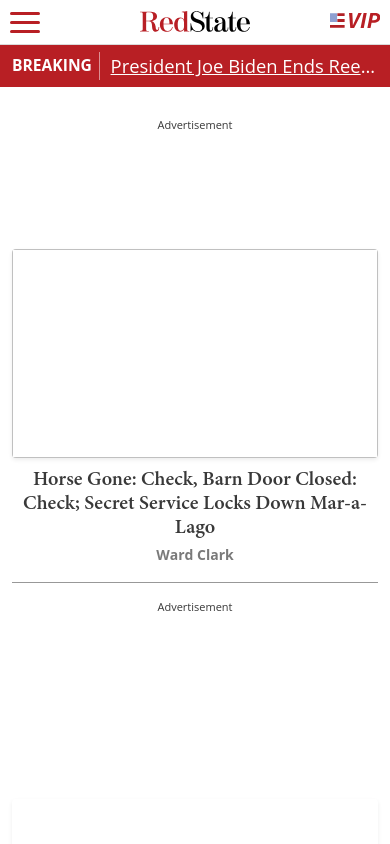 RedState
VIP
BREAKING
President Joe Biden Ends Ree...
Advertisement
Horse Gone: Check, Barn Door Closed:
Check; Secret Service Locks Down Mar-a-
Lago
Ward Clark
Advertisement